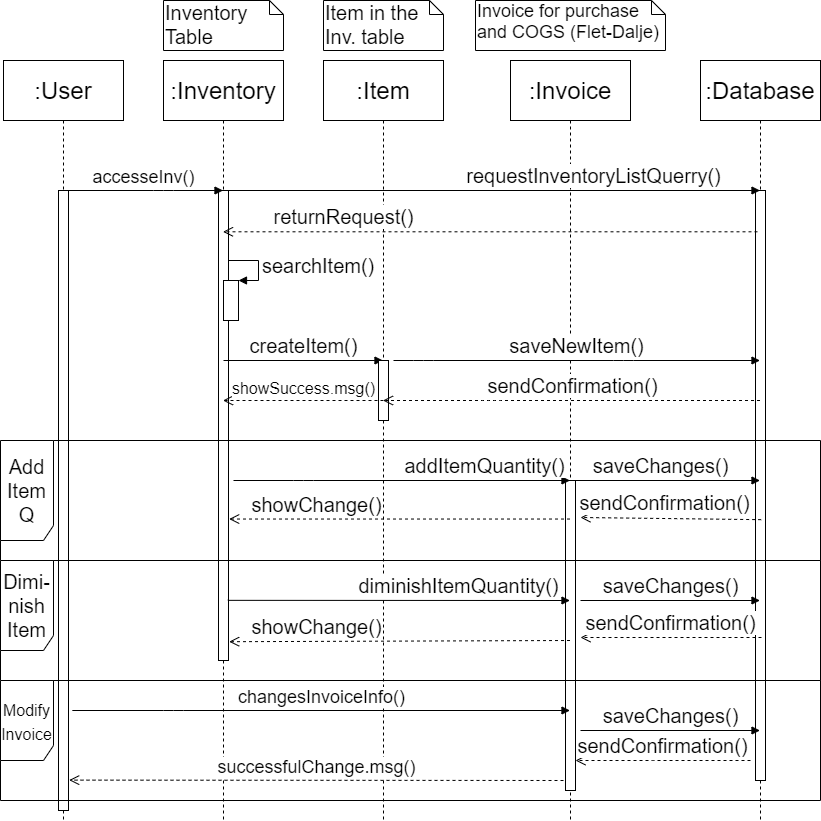 Inventory
Table
Item in the
Inv. table
Invoice for purchase
and COGS (Flet-Dalje)
:User
:Inventory
:Item
:Invoice
:Database
accesseInv()
requestInventoryListQuerry()
returnRequest()
searchItem()
createItem()
saveNewItem()
showSuccess.msg()
sendConfirmation()
Add
Item
Q
addItemQuantity()
saveChanges()
showChange()
sendConfirmation()
Dimi-
nish
Item
diminishItemQuantity()
saveChanges()
showChange()
sendConfirmation()
Modify
Invoice
changesInvoiceInfo()
saveChanges()
sendConfirmation()
successfulChange.msg()